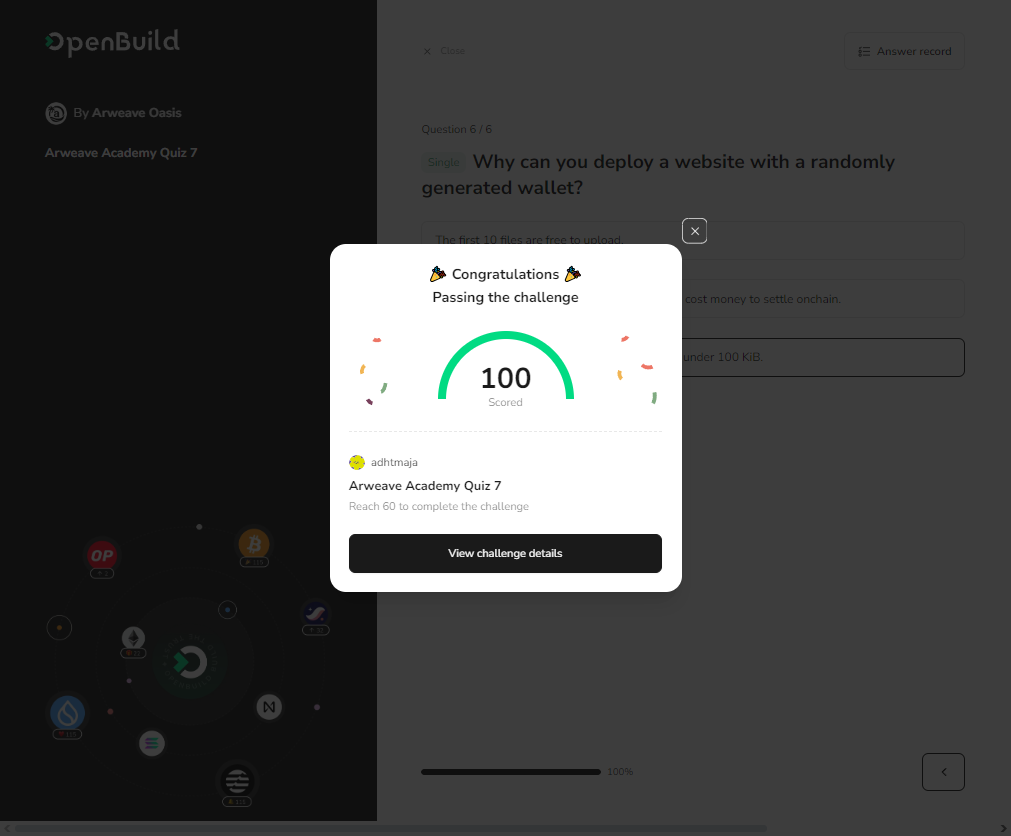 OpenBuild
By Arweave Oasis
Arweave Academy Quiz 7
Close
Answer record
Question 6 / 6
Single Why can you deploy a website with a randomly
generated wallet?
The first 10 files are free to upload.
cost money to settle onchain.
under 100 KiB.
Congratulations
Passing the challenge
100
Scored
adhtmaja
Arweave Academy Quiz 7
Reach 60 to complete the challenge
View challenge details
OP
100%